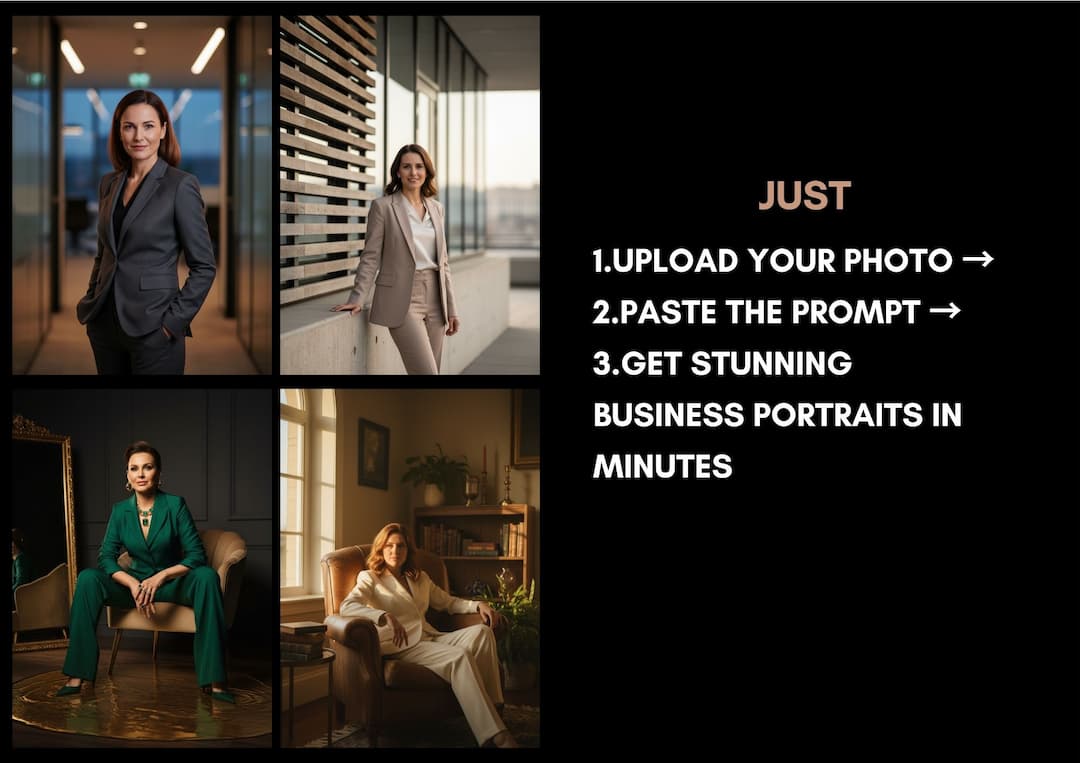 JUST
1.UPLOAD YOUR PHOTO →
2.PASTE THE PROMPT →
3.GET STUNNING
BUSINESS PORTRAITS IN
MINUTES